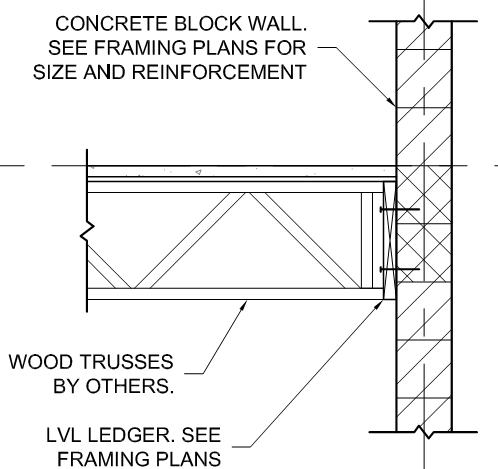 CONCRETE BLOCK WALL.
SEE FRAMING PLANS FOR
SIZE AND REINFORCEMENT
WOOD TRUSSES
BY OTHERS.
LVL LEDGER. SEE
FRAMING PLANS